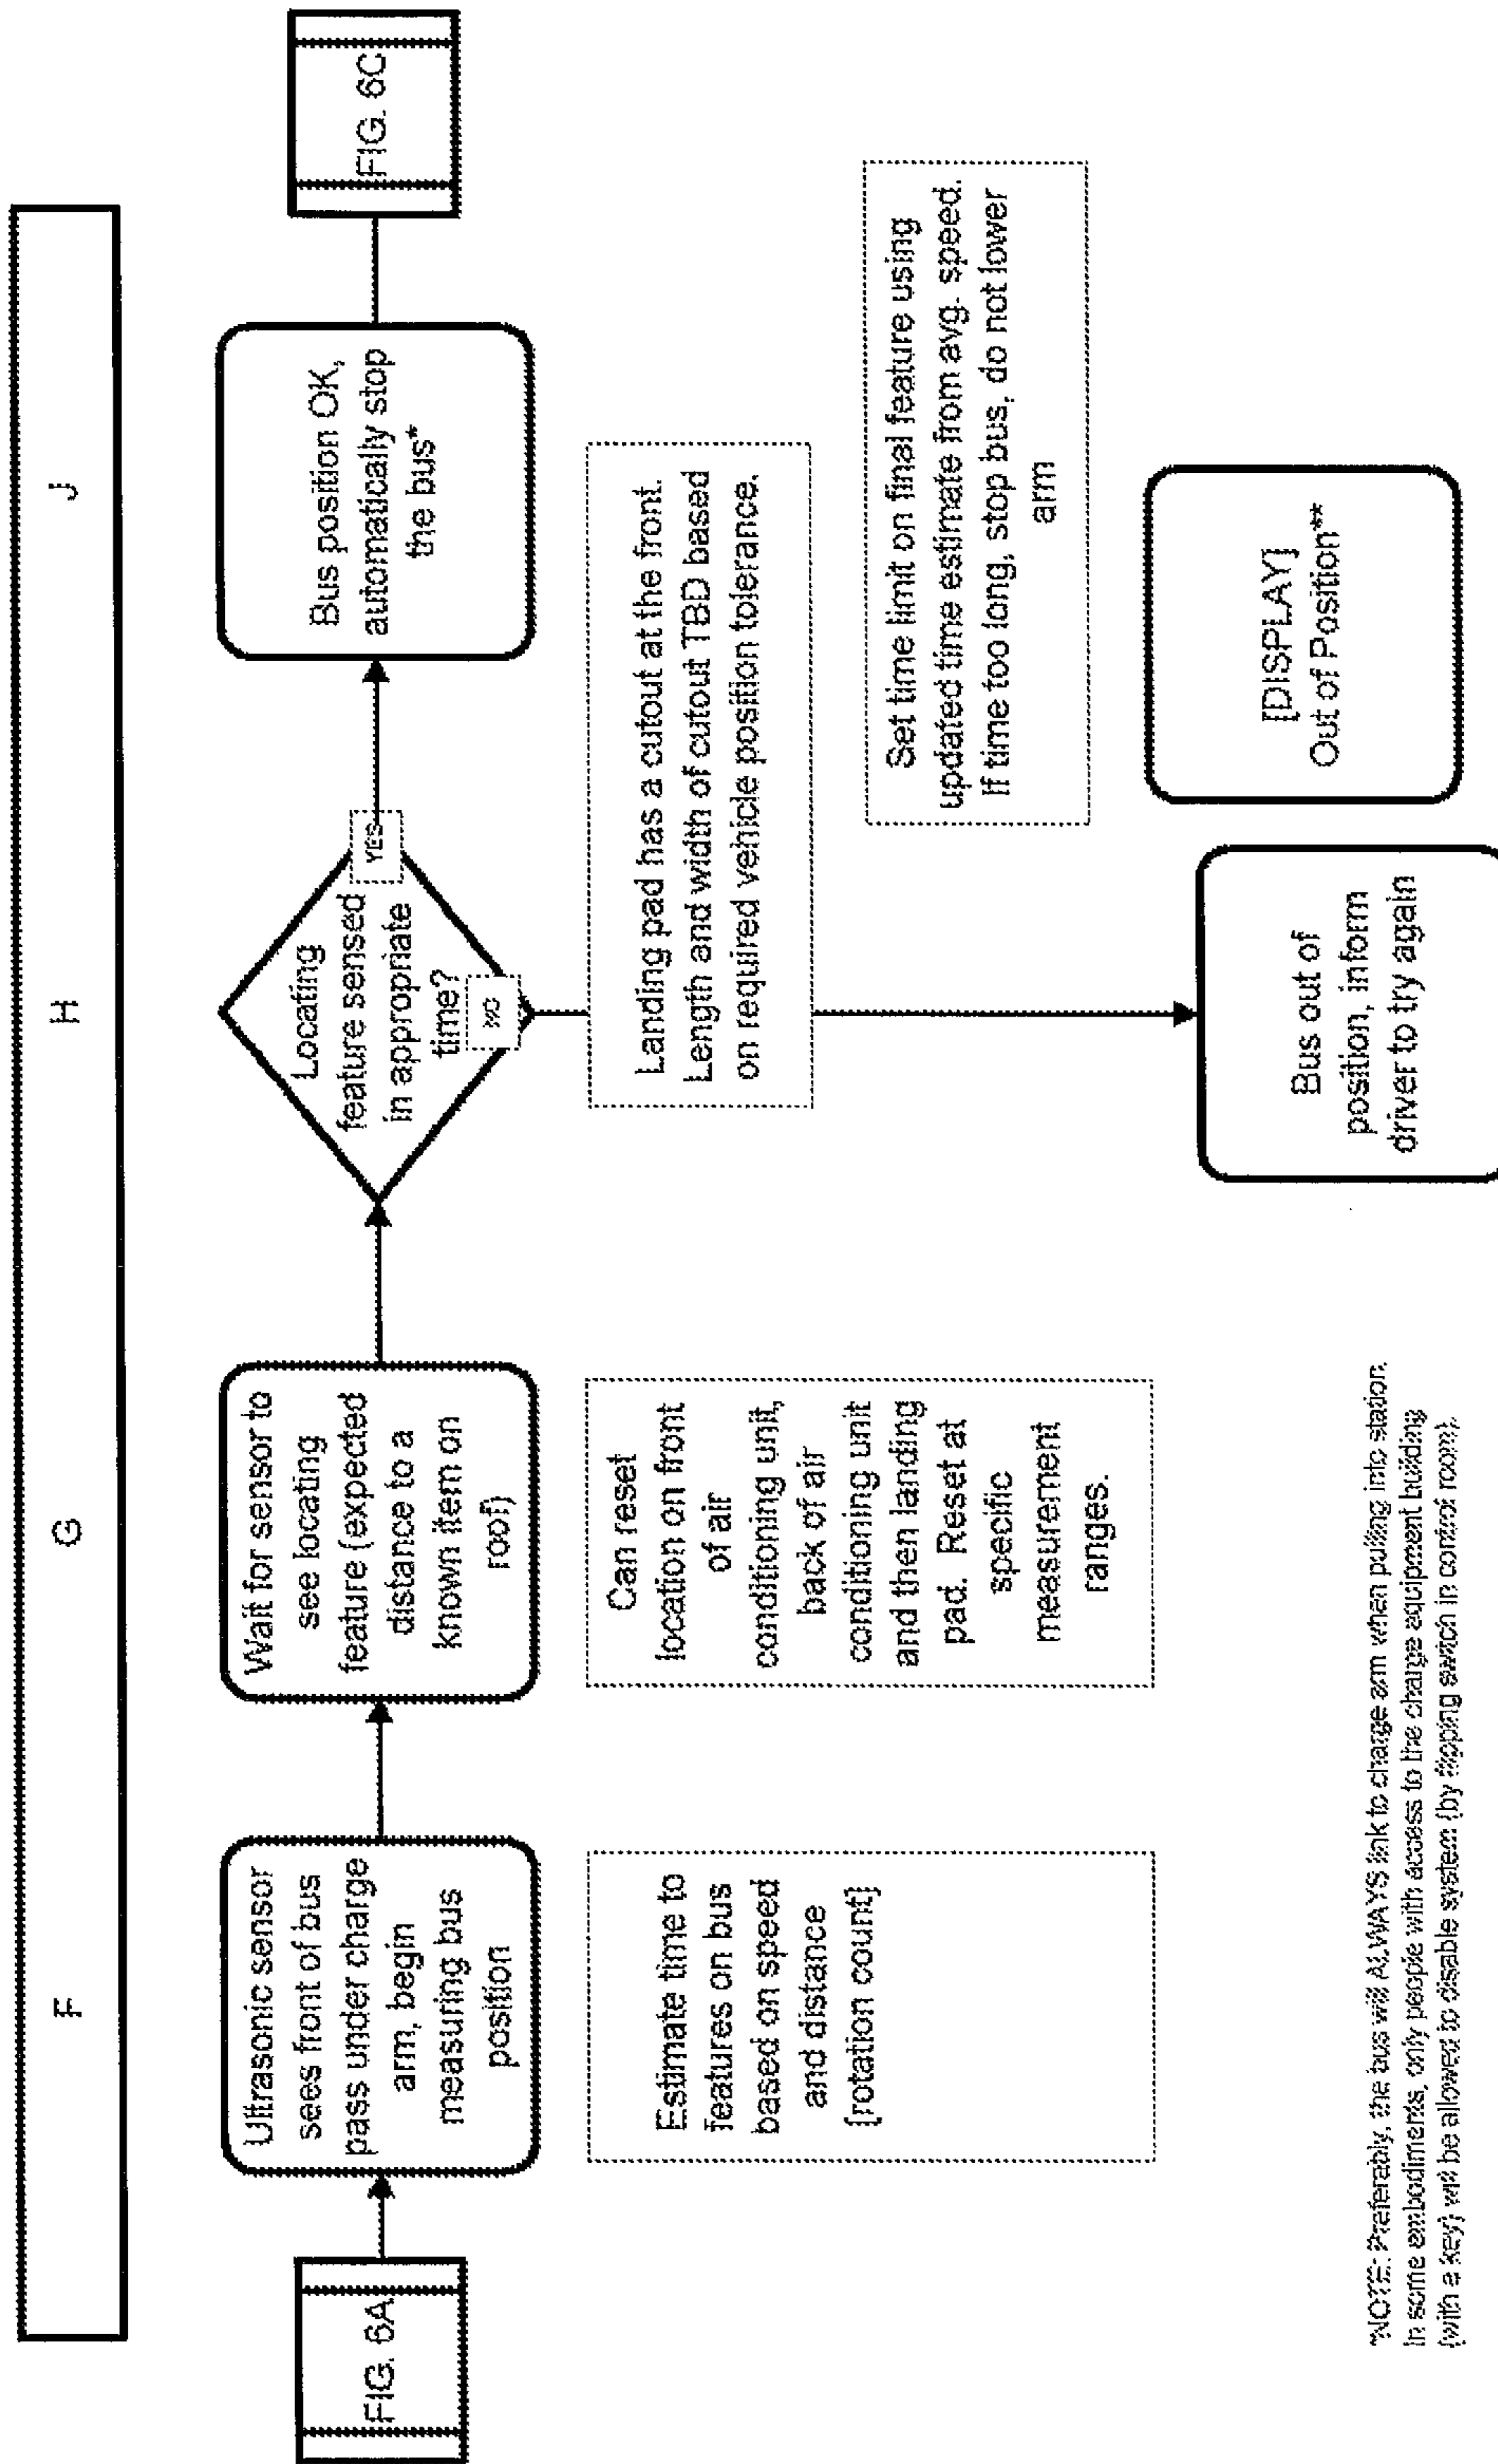 F G H J
FIG. 6A
Ultrasonic sensor
sees front of bus
pass under charge
arm, begin
measuring bus
position
Wait for sensor to
see locating
feature (expected
distance to a
known item on
roof)
Locating
feature sensed
in appropriate
time?
YES
NO
Bus position OK,
automatically stop
the bus*
FIG. 6C
Estimate time to
features on bus
based on speed
and distance
[rotation count]
Can reset
location on front
of air
conditioning unit,
back of air
conditioning unit
and then landing
pad. Reset at
specific
measurement
ranges.
Landing pad has a cutout at the front.
Length and width of cutout TBD based
on required vehicle position tolerance.
Set time limit on final feature using
updated time estimate from avg. speed.
If time too long, stop bus, do not lower
arm
Bus out of
position, inform
driver to try again
[DISPLAY]
Out of Position**
*NOTE: Preferably, the bus will ALWAYS link to charge arm when pulling into station.
In some embodiments, only people with access to the charge equipment building
(with a key) will be allowed to disable system (by flipping switch in control room).